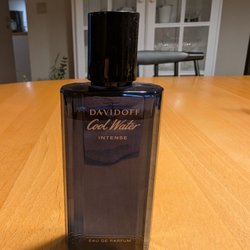 DAVIDOFF
Cool Water
INTENSE
EAU DE PARFUM